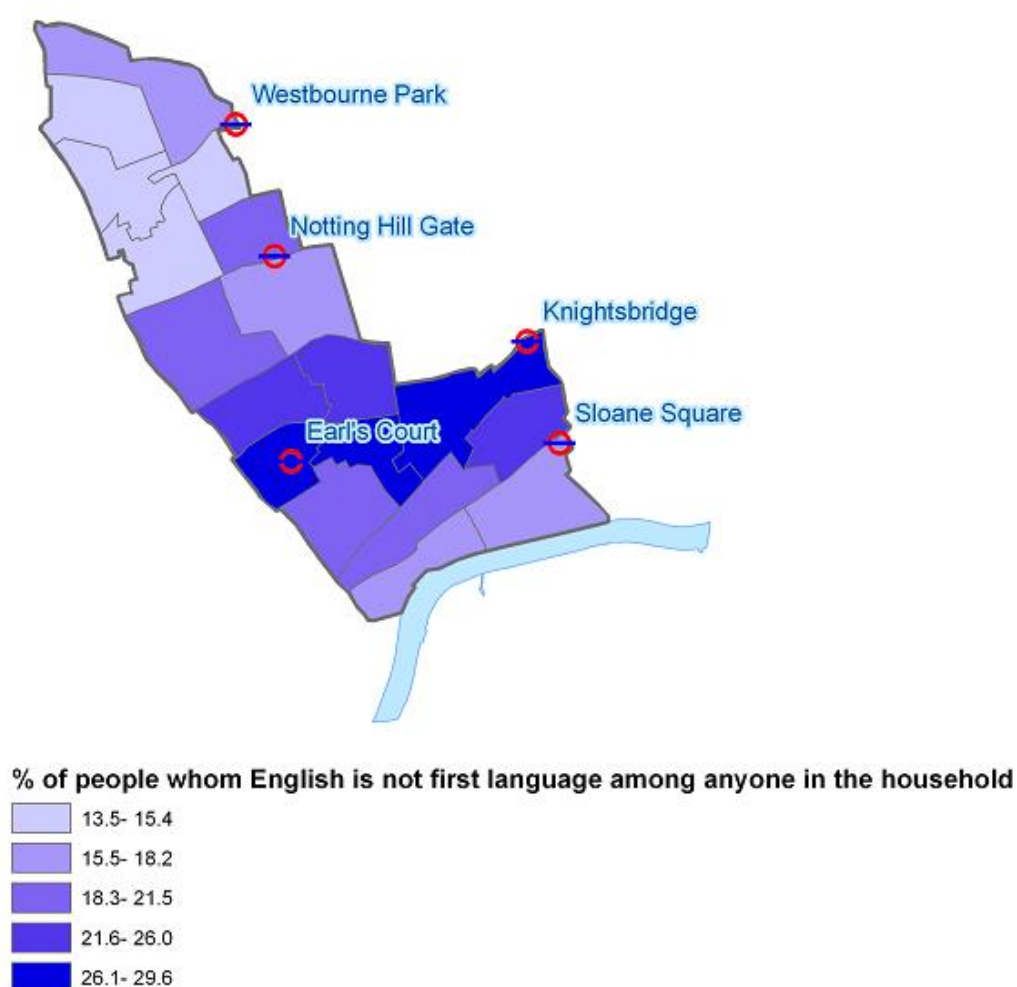 Westbourne Park
Notting Hill Gate
Knightsbridge
Sloane Square
Earl's Court
% of people whom English is not first language among anyone in the household
13.5- 15.4
15.5- 18.2
18.3- 21.5
21.6- 26.0
26.1- 29.6